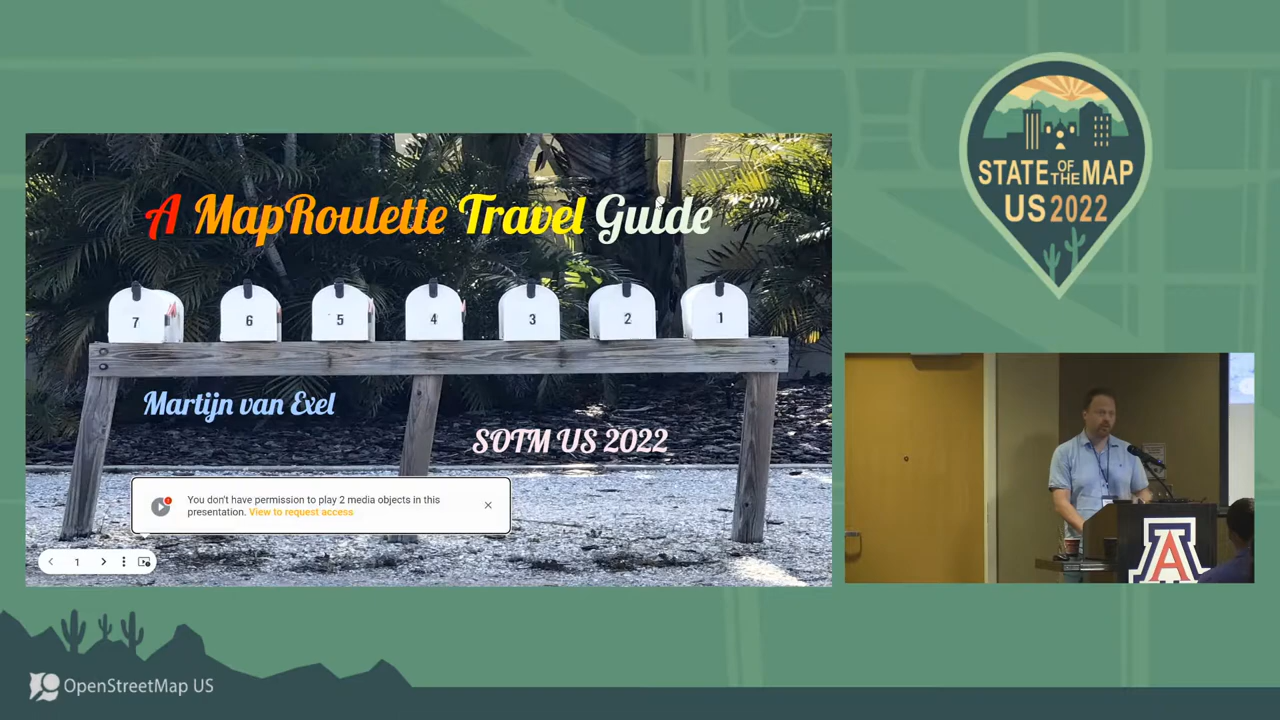 A MapRoulette Travel Guide
7
6
5
4
3
2
1
Martijn van Exel
SOTM US 2022
You don't have permission to play 2 media objects in this
presentation. View to request access
1
STATE OF THE MAP
US 2022
A
OpenStreetMap US